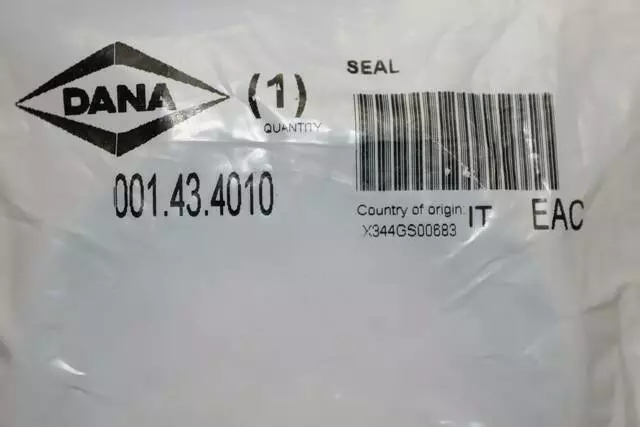 DANA
(1)
QUANTITY
001.43.4010
SEAL
Country of origin: IT EAC
X344GS00683